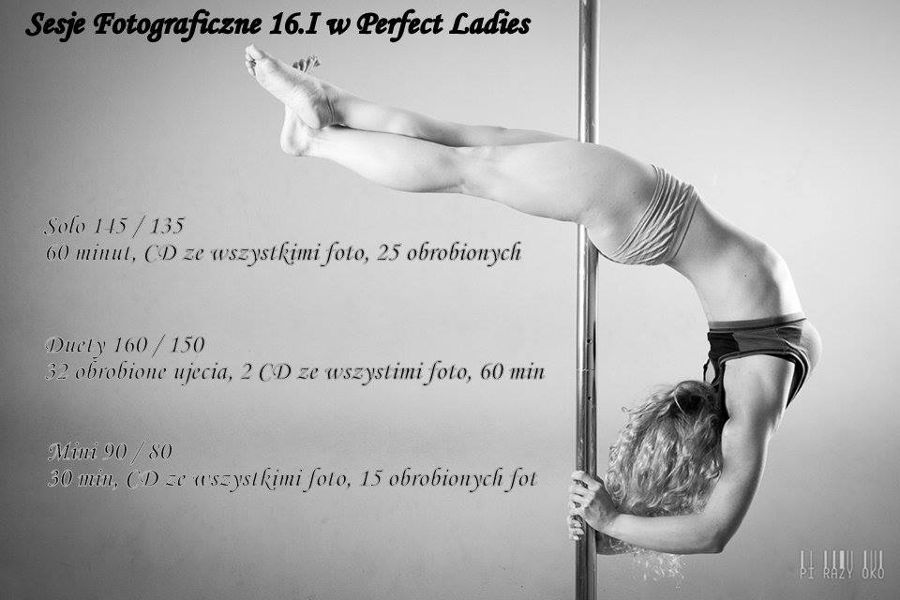 Sesje Fotograficzne 16.I w Perfect Ladies
Solo 145 / 135
60 minut, CD ze wszystkimi foto, 25 obrobionych
Duety 160 / 150
32 obrobione ujecia, 2 CD ze wszystimi foto, 60 min
Mini 90 / 80
30 min, CD ze wszystkimi foto, 15 obrobionych fot
PI RAZY OKO